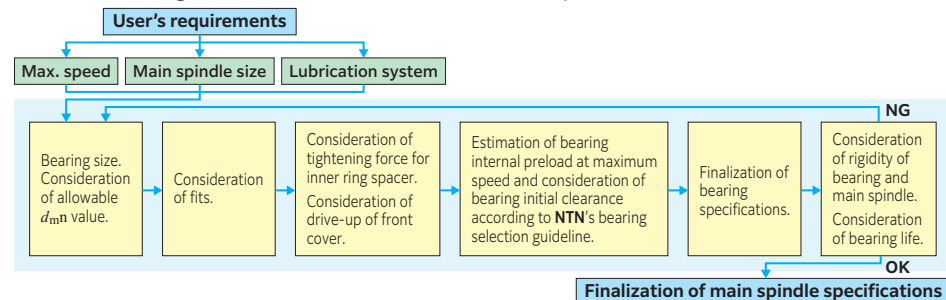 User's requirements
Max. speed
Main spindle size
Lubrication system
NG
Bearing size.
Consideration
of allowable
dmn value.
Consideration
of fits.
Consideration of
tightening force for
inner ring spacer.
Consideration of
drive-up of front
cover.
Estimation of bearing
internal preload at maximum
speed and consideration of
bearing initial clearance
according to NTN's bearing
selection guideline.
Finalization of
bearing
specifications.
Consideration
of rigidity of
bearing and
main spindle.
Consideration
of bearing life.
OK
Finalization of main spindle specifications